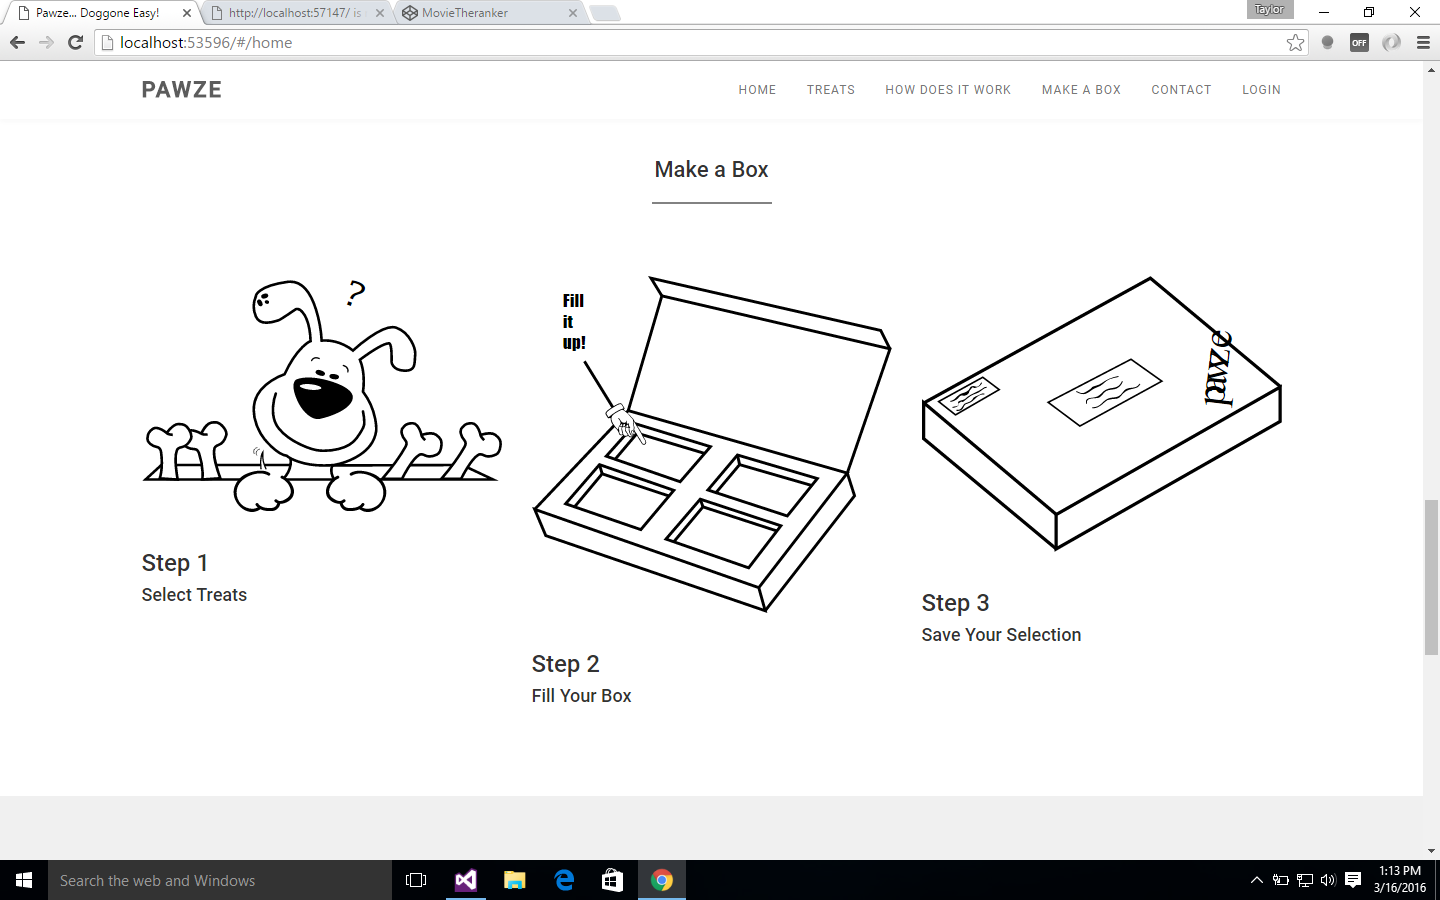 Pawze... Doggone Easy!
http://localhost:57147/ is
MovieTheranker
Taylor
localhost:53596/#/home
OFF
PAWZE
HOME
TREATS
HOW DOES IT WORK
MAKE A BOX
CONTACT
LOGIN
Make a Box
?
Fill
it
up!
pawze
Step 1
Select Treats
Step 2
Fill Your Box
Step 3
Save Your Selection
Search the web and Windows
1:13 PM
3/16/2016